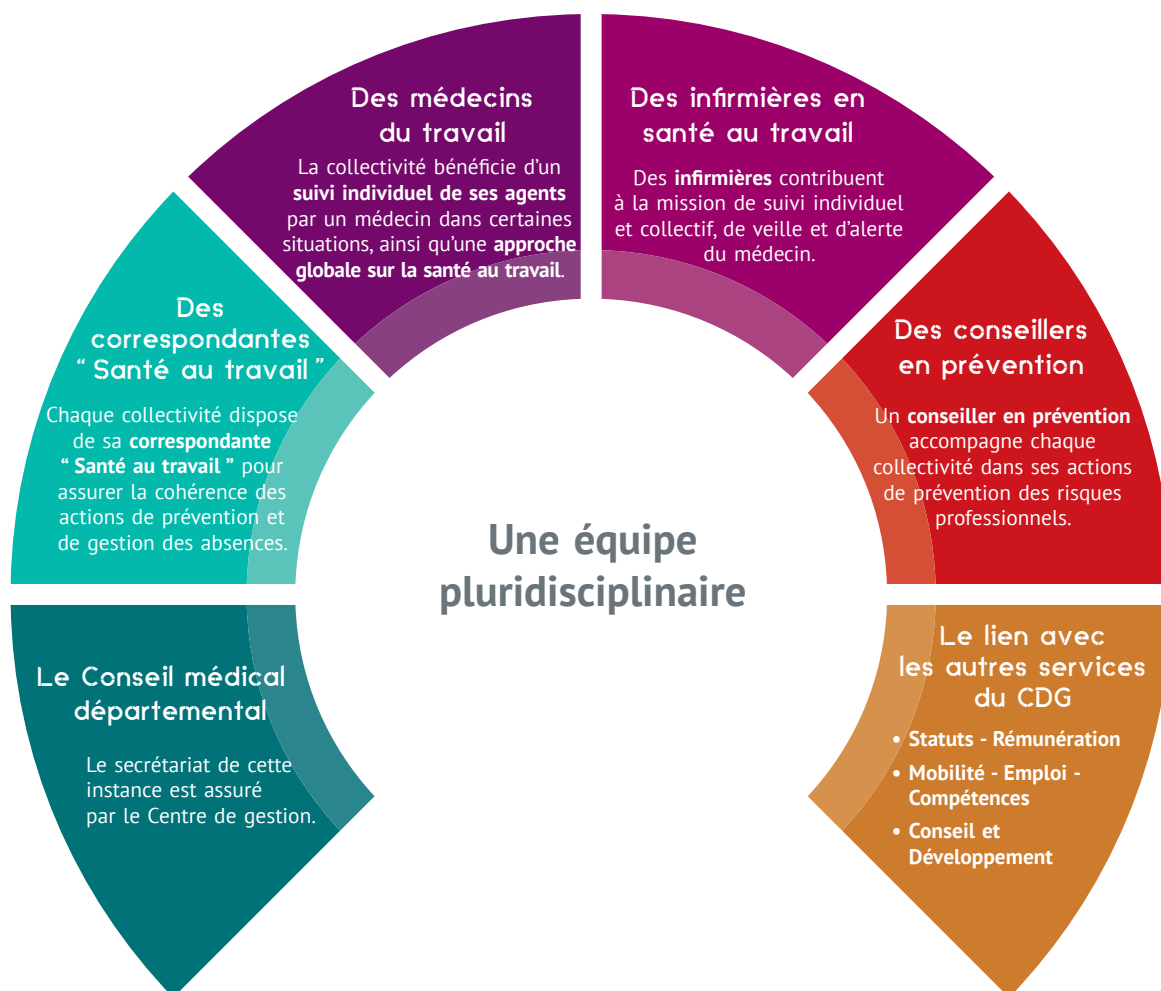 Des médecins
du travail
La collectivité bénéficie d'un
suivi individuel de ses agents
par un médecin dans certaines
situations, ainsi qu'une approche
globale sur la santé au travail.
Des infirmières en
santé au travail
Des infirmières contribuent
à la mission de suivi individuel
et collectif, de veille et d'alerte
du médecin.
Des
correspondantes
“ Santé au travail ”
Chaque collectivité dispose
de sa correspondante
“ Santé au travail ” pour
assurer la cohérence des
actions de prévention et
de gestion des absences.
Des conseillers
en prévention
Un conseiller en prévention
accompagne chaque
collectivité dans ses actions
de prévention des risques
professionnels.
Une équipe
pluridisciplinaire
Le Conseil médical
départemental
Le secrétariat de cette
instance est assuré
par le Centre de gestion.
Le lien avec
les autres services
du CDG
• Statuts - Rémunération
• Mobilité - Emploi -
Compétences
• Conseil et
Développement